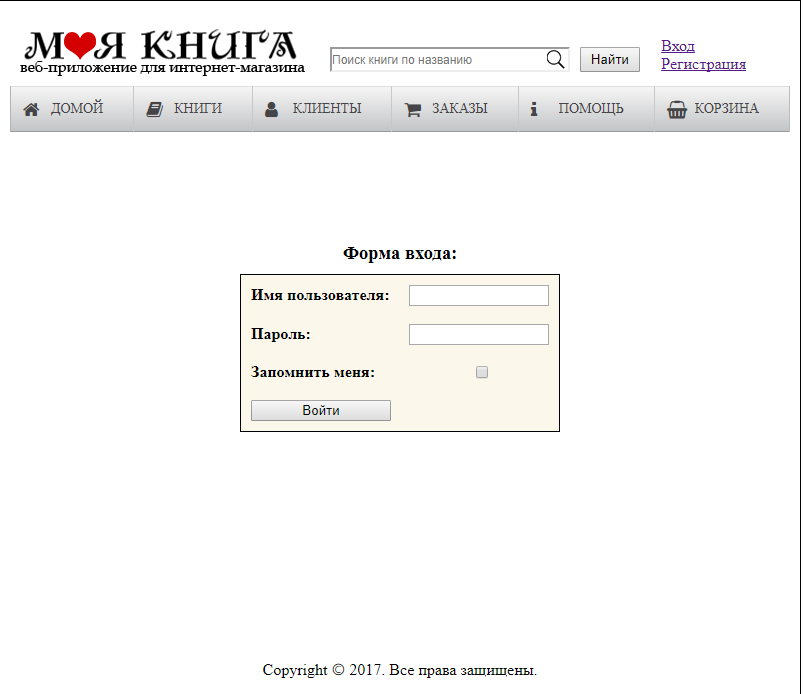 МОЯ КНИГА
веб-приложение для интернет-магазина
Поиск книги по названию
Найти
Вход
Регистрация
ДОМОЙ
КНИГИ
КЛИЕНТЫ
ЗАКАЗЫ
ПОМОЩЬ
КОРЗИНА
Форма входа:
Имя пользователя:
Пароль:
Запомнить меня:
Войти
Copyright © 2017. Все права защищены.